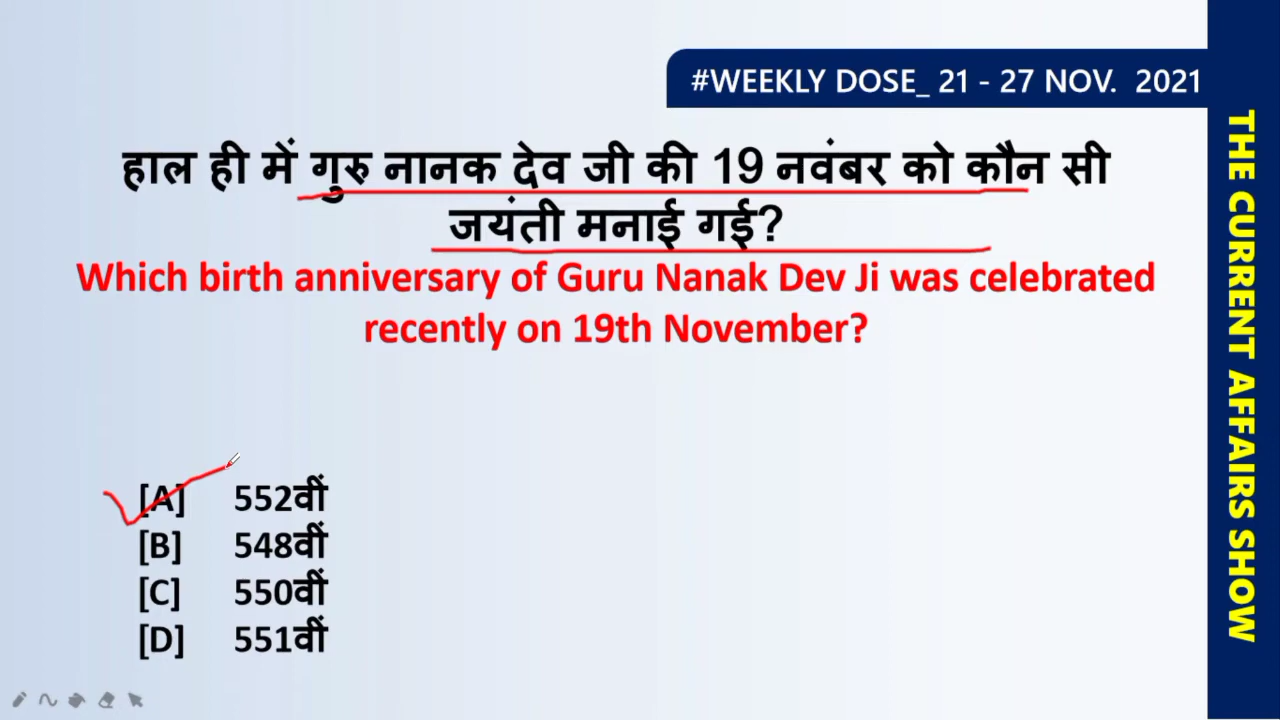 #WEEKLY DOSE_ 21 - 27 NOV. 2021
हाल ही में गुरु नानक देव जी की 19 नवंबर को कौन सी
जयंती मनाई गई?
Which birth anniversary of Guru Nanak Dev Ji was celebrated
recently on 19th November?
[A] 552वीं
[B] 548वीं
[C] 550वीं
[D] 551वीं
THE CURRENT AFFAIRS SHOW